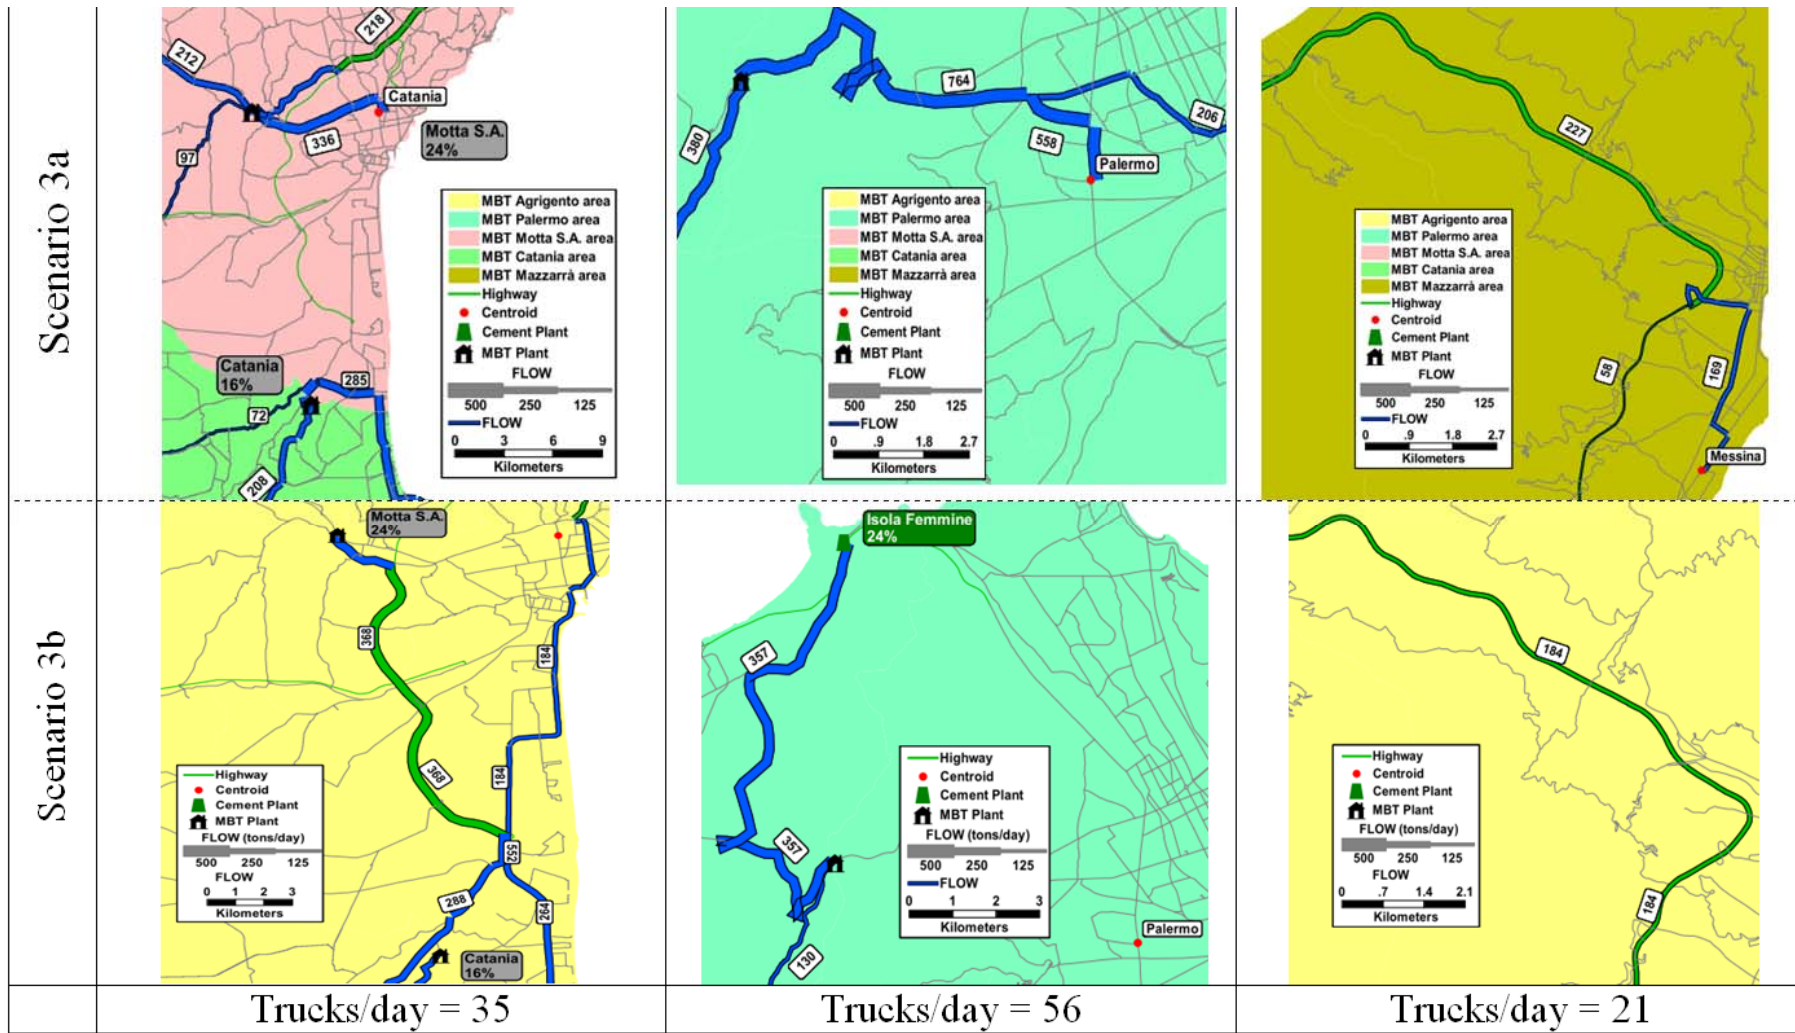 Scenario 3a
218
212
Catania
336
Motta S.A.
24%
97
MBT Agrigento area
MBT Palermo area
MBT Motta S.A. area
MBT Catania area
MBT Mazzarrà area
Highway
Centroid
Cement Plant
MBT Plant
FLOW
500 250 125
FLOW
0 3 6 9
Kilometers
Catania
16%
285
72
208
764
380
558
206
Palermo
MBT Agrigento area
MBT Palermo area
MBT Motta S.A. area
MBT Catania area
MBT Mazzarrà area
Highway
Centroid
Cement Plant
MBT Plant
FLOW
500 250 125
FLOW
0 .9 1.8 2.7
Kilometers
227
MBT Agrigento area
MBT Palermo area
MBT Motta S.A. area
MBT Catania area
MBT Mazzarrà area
Highway
Centroid
Cement Plant
MBT Plant
FLOW
500 250 125
FLOW
0 .9 1.8 2.7
Kilometers
58
169
Messina
Scenario 3b
Motta S.A.
24%
368
184
368
184
552
288
264
Catania
16%
Highway
Centroid
Cement Plant
MBT Plant
FLOW (tons/day)
500 250 125
FLOW
0 1 2 3
Kilometers
Isola Femmine
24%
357
357
130
Highway
Centroid
Cement Plant
MBT Plant
FLOW (tons/day)
500 250 125
FLOW
0 1 2 3
Kilometers
Palermo
184
Highway
Centroid
Cement Plant
MBT Plant
FLOW (tons/day)
500 250 125
FLOW
0 .7 1.4 2.1
Kilometers
184
Trucks/day = 35
Trucks/day = 56
Trucks/day = 21